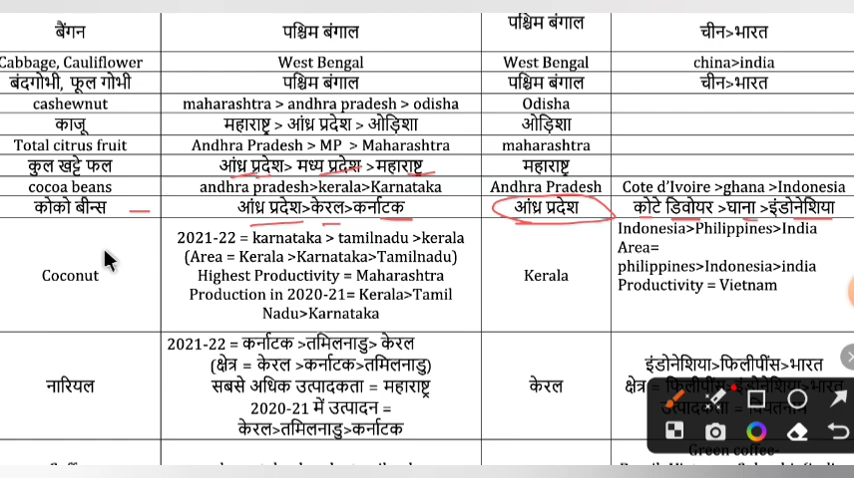 बैंगन
पश्चिम बंगाल
पश्चिम बंगाल
चीन>भारत
Cabbage, Cauliflower
West Bengal
West Bengal
china>india
बंदगोभी, फूल गोभी
पश्चिम बंगाल
पश्चिम बंगाल
चीन>भारत
cashewnut
maharashtra > andhra pradesh > odisha
Odisha
काजू
महाराष्ट्र > आंध्र प्रदेश > ओड़िशा
ओड़िशा
Total citrus fruit
Andhra Pradesh > MP > Maharashtra
maharashtra
कुल खट्टे फल
आंध्र प्रदेश> मध्य प्रदेश >महाराष्ट्र
महाराष्ट्र
cocoa beans
andhra pradesh>kerala>Karnataka
Andhra Pradesh
Cote d’Ivoire >ghana >Indonesia
कोको बीन्स
आंध्र प्रदेश>केरल>कर्नाटक
आंध्र प्रदेश
कोटे डिवोयर >घाना >इंडोनेशिया
Coconut
2021-22 = karnataka > tamilnadu >kerala
(Area = Kerala >Karnataka>Tamilnadu)
Highest Productivity = Maharashtra
Production in 2020-21= Kerala>Tamil
Nadu>Karnataka
Kerala
Indonesia>Philippines>India
Area=
philippines>Indonesia>india
Productivity = Vietnam
नारियल
2021-22 = कर्नाटक >तमिलनाडु> केरल
(क्षेत्र = केरल >कर्नाटक>तमिलनाडु)
सबसे अधिक उत्पादकता = महाराष्ट्र
2020-21 में उत्पादन =
केरल>तमिलनाडु>कर्नाटक
केरल
इंडोनेशिया>फिलीपींस>भारत
क्षेत्र = फिलीपींस>इंडोनेशिया>भारत
उत्पादकता = वियतनाम
Green coffee-